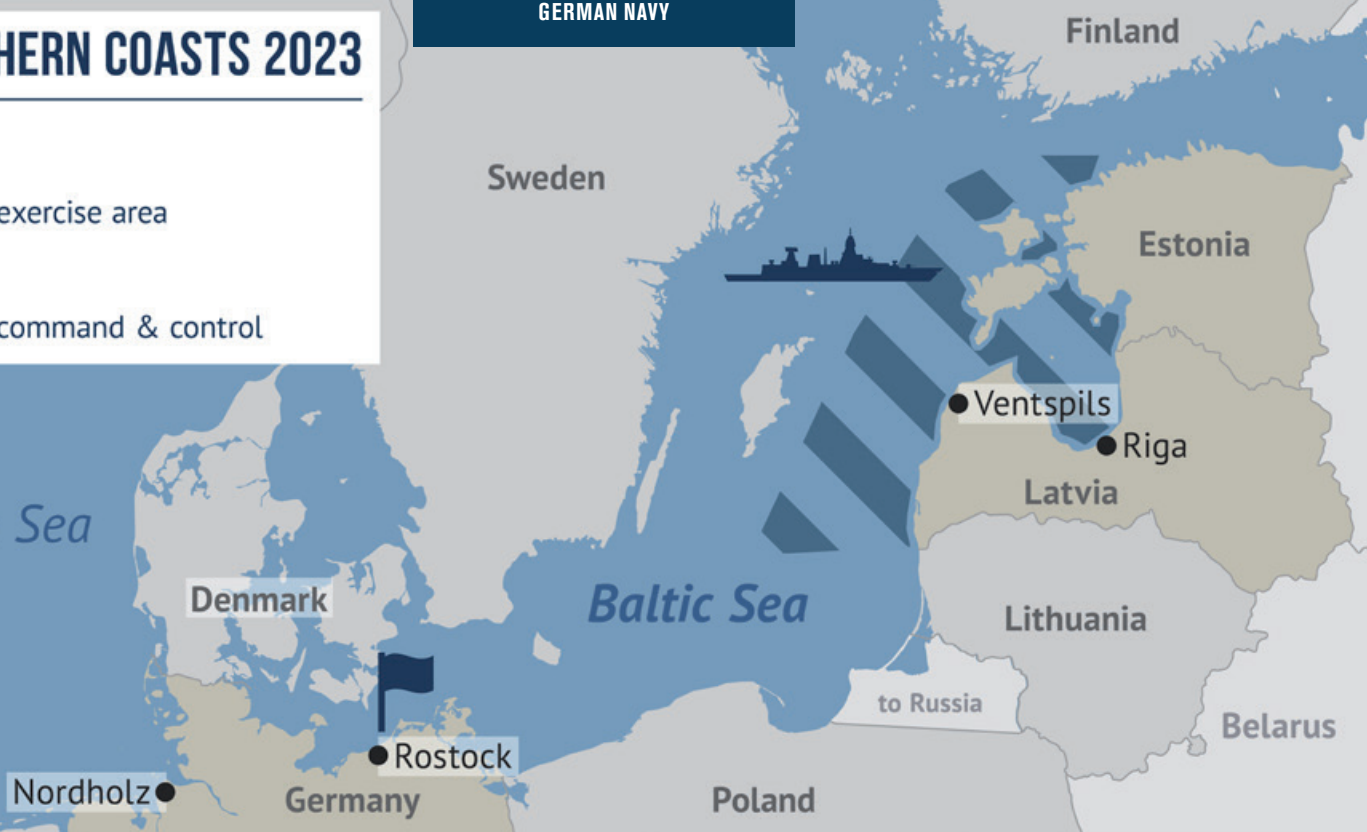 GERMAN NAVY
HERN COASTS 2023
exercise area
command & control
Finland
Sweden
Estonia
Ventspils
Riga
Latvia
Sea
Denmark
Baltic Sea
Lithuania
to Russia
Belarus
Rostock
Nordholz
Germany
Poland